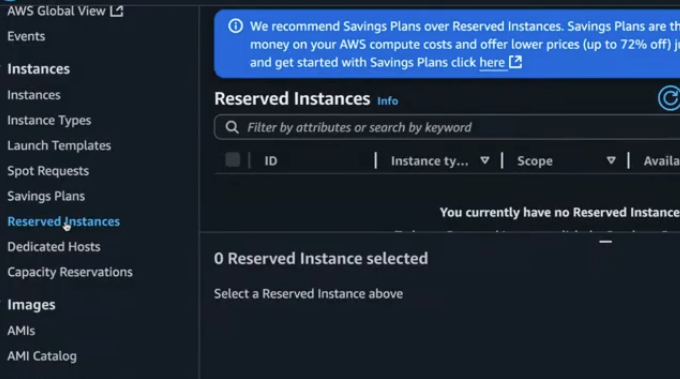 AWS Global View
Events
Instances
Instances
Instance Types
Launch Templates
Spot Requests
Savings Plans
Reserved Instances
Dedicated Hosts
Capacity Reservations
Images
AMIs
AMI Catalog
We recommend Savings Plans over Reserved Instances. Savings Plans are th
money on your AWS compute costs and offer lower prices (up to 72% off) ju
and get started with Savings Plans click here
Reserved Instances Info
Filter by attributes or search by keyword
ID Instance ty... Scope Availa
You currently have no Reserved Instance
0 Reserved Instance selected
Select a Reserved Instance above